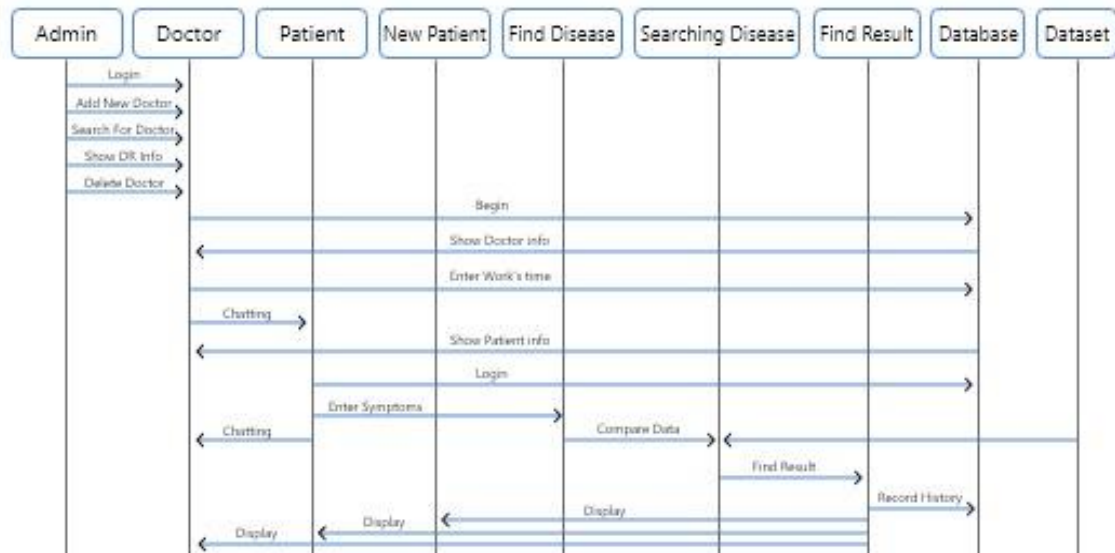 Admin
Doctor
Patient
New Patient
Find Disease
Searching Disease
Find Result
Database
Dataset
Login
Add New Doctor
Search For Doctor
Show DR Info
Delete Doctor
Begin
Show Doctor info
Enter Work's time
Chatting
Show Patient info
Login
Enter Symptoms
Chatting
Compare Data
Find Result
Record History
Display
Display
Display